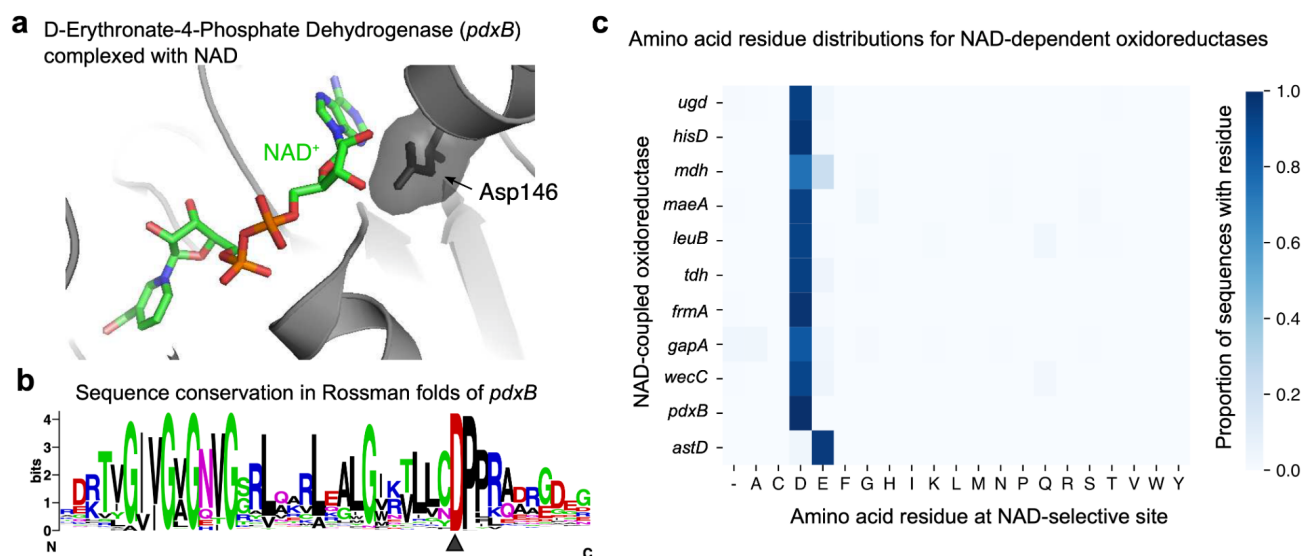 a D-Erythronate-4-Phosphate Dehydrogenase (pdxB)
complexed with NAD
NAD+
Asp146
b Sequence conservation in Rossman folds of pdxB
bits
4
3
2
1
0
N
C
c Amino acid residue distributions for NAD-dependent oxidoreductases
NAD-coupled oxidoreductase
ugd
hisD
mdh
maeA
leuB
tdh
frmA
gapA
wecC
pdxB
astD
- A C D E F G H I K L M N P Q R S T V W Y
Amino acid residue at NAD-selective site
Proportion of sequences with residue
1.0
0.8
0.6
0.4
0.2
0.0